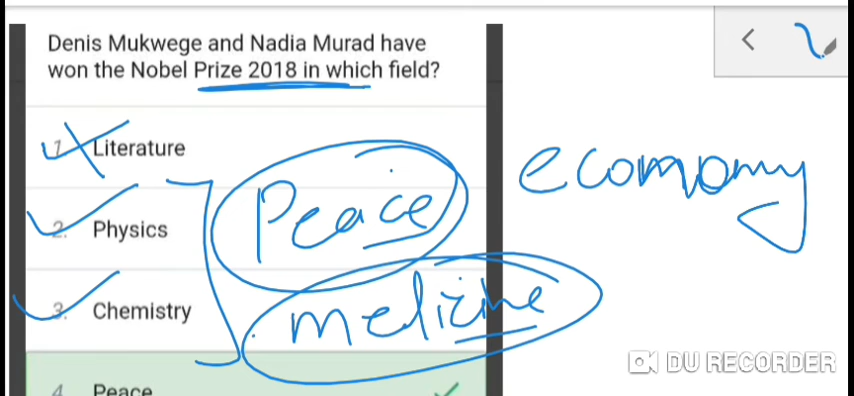 Denis Mukwege and Nadia Murad have
won the Nobel Prize 2018 in which field?
1. Literature
2. Physics
3. Chemistry
4. Peace
Peace
economy
DU RECORDER